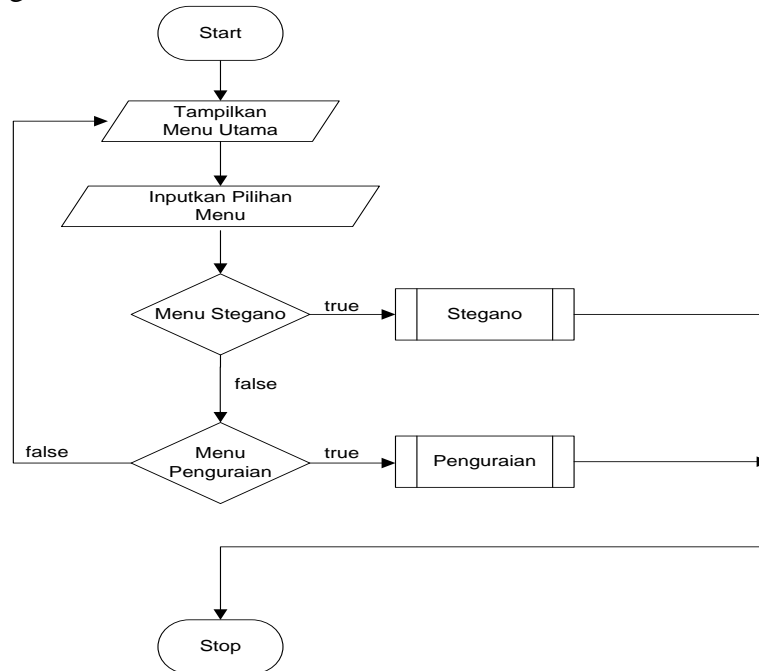 Start
Tampilkan
Menu Utama
Inputkan Pilihan
Menu
Menu Stegano
true
Stegano
false
Menu
Penguraian
false
true
Penguraian
Stop